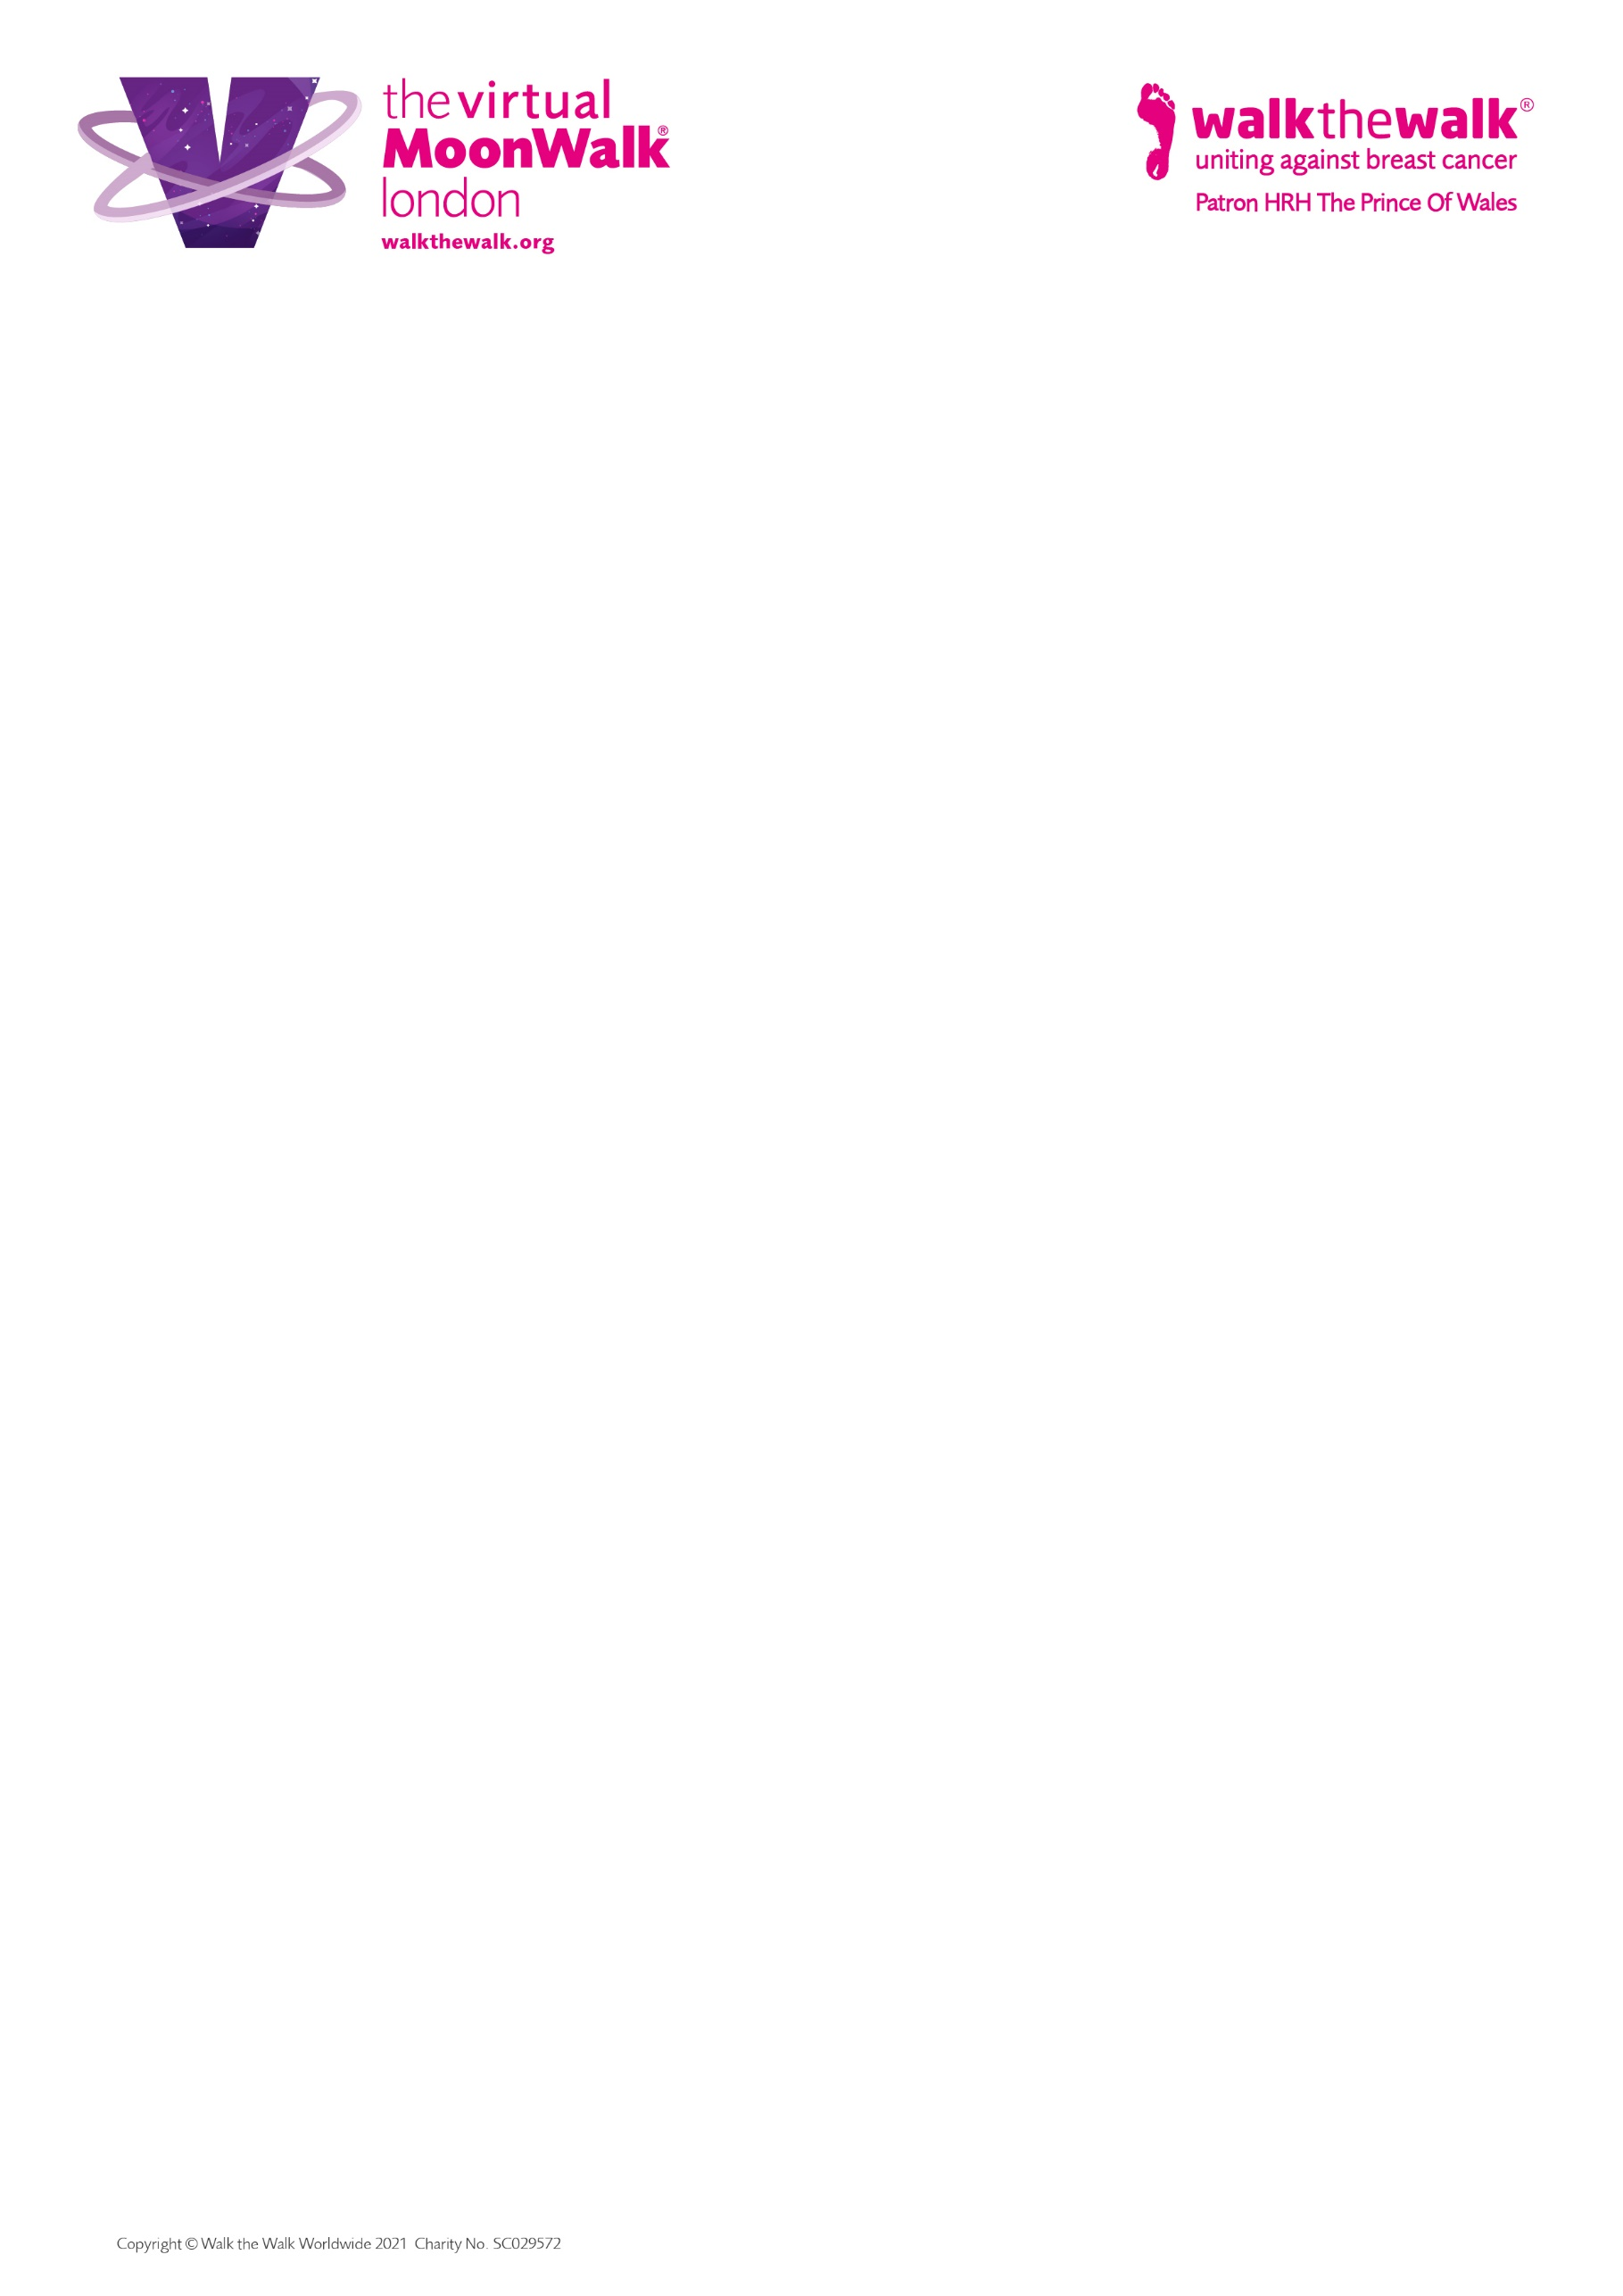 the virtual
MoonWalk®
london
walkthewalk.org
walkthewalk®
uniting against breast cancer
Patron HRH The Prince Of Wales
Copyright © Walk the Walk Worldwide 2021 Charity No. SC029572